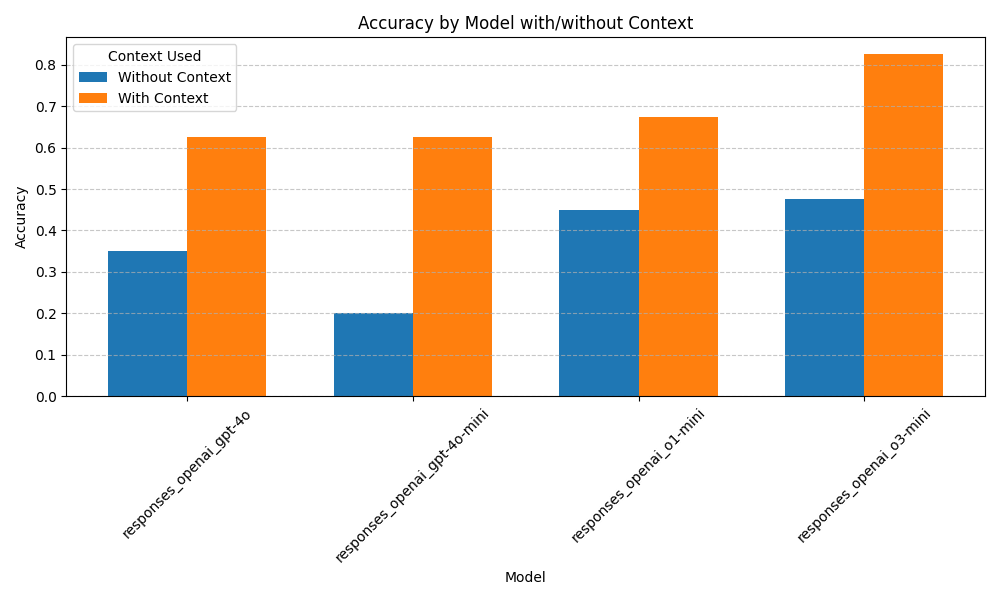 Accuracy by Model with/without Context
Context Used
Without Context
With Context
Accuracy
0.8
0.7
0.6
0.5
0.4
0.3
0.2
0.1
0.0
responses_openai_gpt-4o
responses_openai_gpt-4o-mini
responses_openai_o1-mini
responses_openai_o3-mini
Model